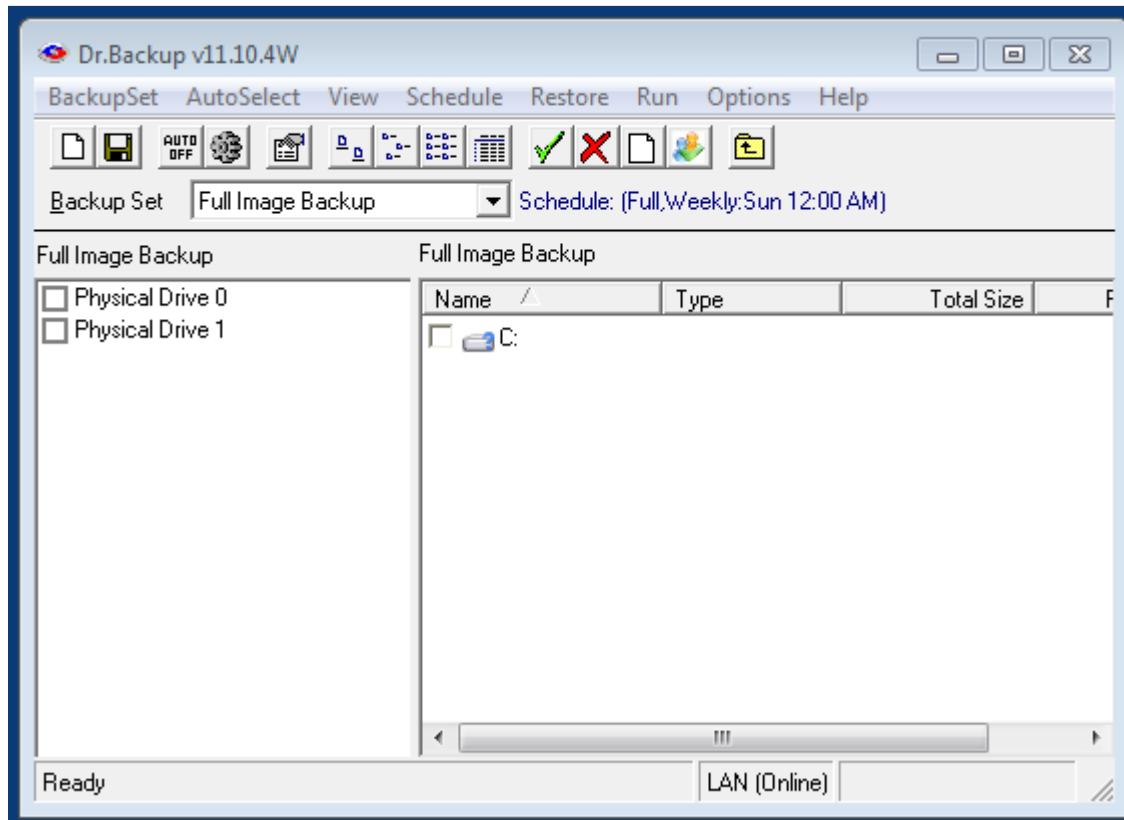 Dr.Backup v11.10.4W
BackupSet AutoSelect View Schedule Restore Run Options Help
AUTO
OFF
Backup Set Full Image Backup Schedule: (Full,Weekly:Sun 12:00 AM)
Full Image Backup Full Image Backup
Physical Drive 0
Physical Drive 1
Name Type Total Size F
C:
Ready LAN (Online)